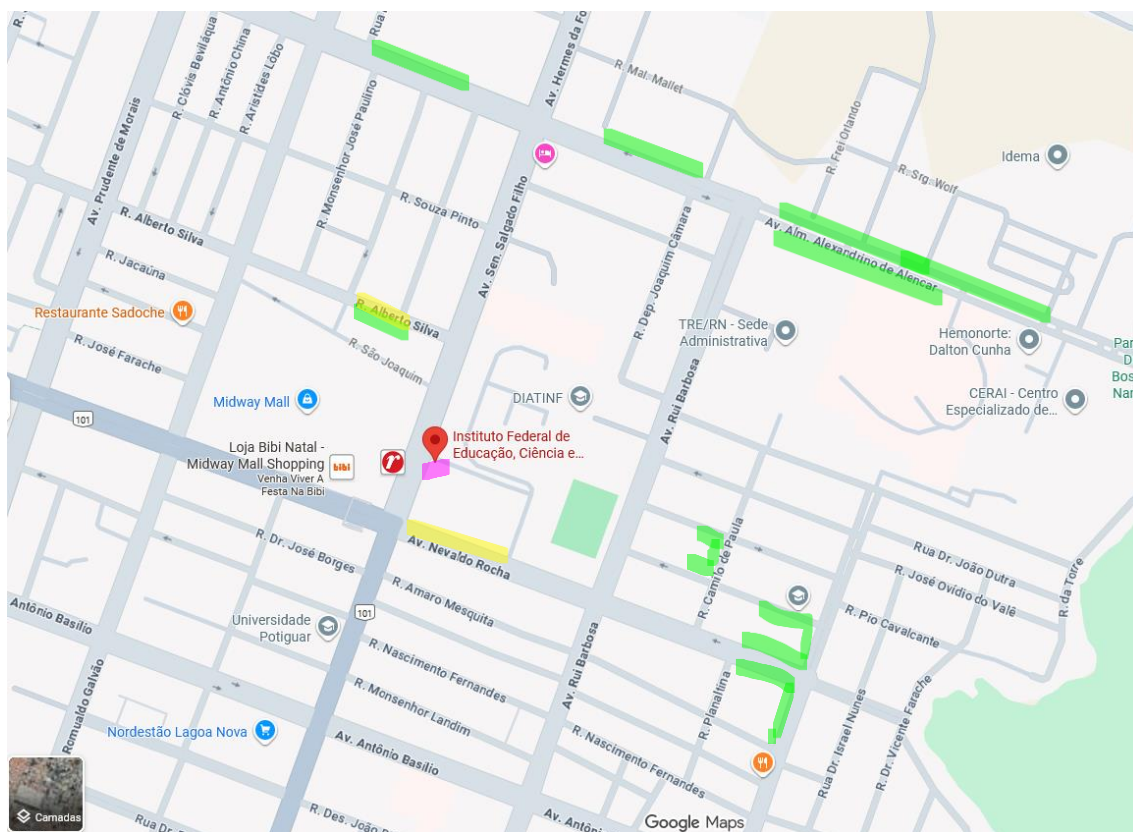 R. Clóvis Beviláqua
R. Antônio China
R. Aristides Lôbo
Av. Prudente de Morais
R. Monsenhor José Paulino
R. Mal. Mallet
R. Frei Orlando
Idema
R. Srg. Wolf
R. Souza Pinto
Av. Sen. Salgado Filho
R. Alberto Silva
R. Dep. Joaquim Câmara
Av. Alm. Alexandrino de Alencar
R. Jacaúna
Restaurante Sadoche
R. Alberto Silva
R. José Farache
R. São Joaquim
TRE/RN - Sede
Administrativa
Hemonorte:
Dalton Cunha
Midway Mall
DIATINF
Av. Rui Barbosa
CERAI - Centro
Especializado de...
101
Loja Bibi Natal -
Midway Mall Shopping
Venha Viver A
Festa Na Bibi
bibi
Instituto Federal de
Educação, Ciência e...
Av. Nevaldo Rocha
R. Dr. José Borges
R. Camilo de Paula
Rua Dr. João Dutra
R. José Ovidio do Valê
R. da Torre
101
R. Amaro Mesquita
R. Pio Cavalcante
Antônio Basílio
Universidade
Potiguar
R. Nascimento Fernandes
Av. Rui Barbosa
R. Monsenhor Landim
R. Planaltina
Romualdo Galvão
Nordestão Lagoa Nova
Av. Antônio Basílio
R. Nascimento Fernandes
Rua Dr. Israel Nunes
R. Dr. Vicente Farache
Camadas
R. Des. João
Google Maps